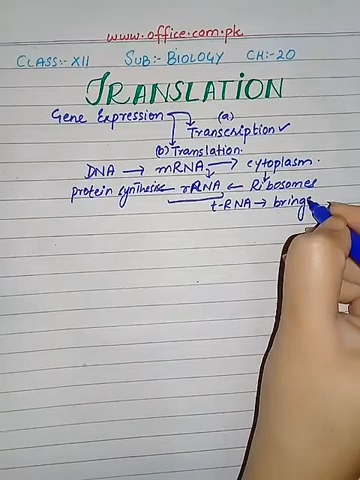 www.office.com.pk
CLASS:- XII SUB:- BIOLOGY CH:- 20
TRANSLATION
Gene Expression → (a)
Transcription ✓
(b) Translation.
DNA → mRNA → cytoplasm.
protein synthesis ← rRNA ← Ribosomes
t-RNA → brings